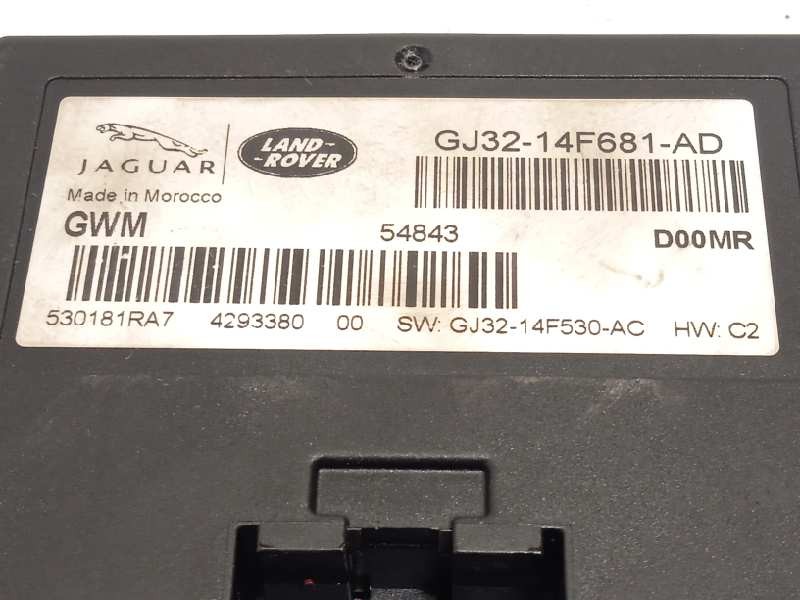 JAGUAR
LAND-
-ROVER
GJ32-14F681-AD
Made in Morocco
GWM 54843 D00MR
530181RA7 4293380 00 SW: GJ32-14F530-AC HW: C2